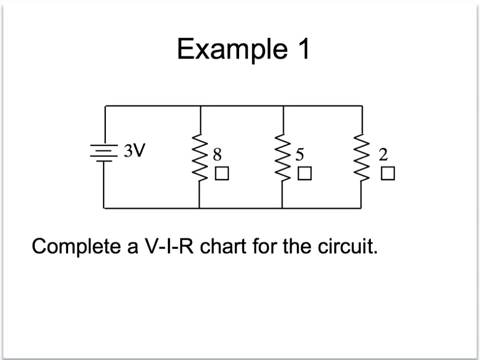 Example 1
3V
8
□
5
□
2
□
Complete a V-I-R chart for the circuit.